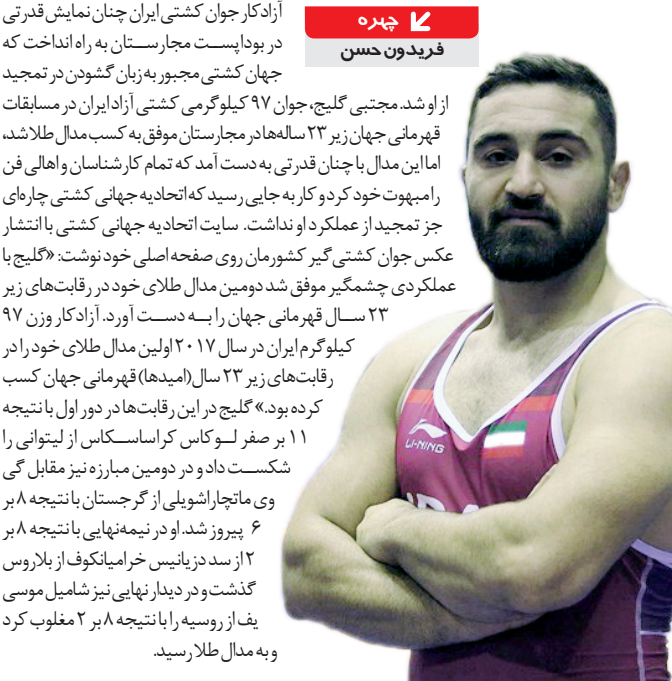 چهره
فریدون حسن
آزادکار جوان کشتی ایران چنان نمایش قدرتی
در بوداپست مجارستان به راه انداخت که
جهان کشتی مجبور به زبان گشودن در تمجید
از او شد. مجتبی گلیج، جوان ۹۷ کیلوگرمی کشتی آزاد ایران در مسابقات
قهرمانی جهان زیر ۲۳ ساله‌ها در مجارستان موفق به کسب مدال طلا شد،
اما این مدال با چنان قدرتی به دست آمد که تمام کارشناسان و اهالی فن
را مبهوت خود کرد و کار به جایی رسید که اتحادیه جهانی کشتی چاره‌ای
جز تمجید از عملکرد او نداشت. سایت اتحادیه جهانی کشتی با انتشار
عکس جوان کشتی گیر کشورمان روی صفحه اصلی خود نوشت: «گلیج با
عملکردی چشمگیر موفق شد دومین مدال طلای خود در رقابت‌های زیر
۲۳ سال قهرمانی جهان را به دست آورد. آزادکار وزن ۹۷
کیلوگرم ایران در سال ۲۰۱۷ اولین مدال طلای خود را در
رقابت‌های زیر ۲۳ سال (امیدها) قهرمانی جهان کسب
کرده بود.» گلیج در این رقابت‌ها در دور اول با نتیجه
۱۱ بر صفر لوکاس کراساسکاس از لیتوانی را
شکست داد و در دومین مبارزه نیز مقابل گی
وی ماتچاراشویلی از گرجستان با نتیجه ۸ بر
۶ پیروز شد. او در نیمه‌نهایی با نتیجه ۸ بر
۲ از سد دزیانیس خرامیانکوف از بلاروس
گذشت و در دیدار نهایی نیز شامیل موسی
یف از روسیه را با نتیجه ۸ بر ۲ مغلوب کرد
و به مدال طلا رسید.
LI-NING